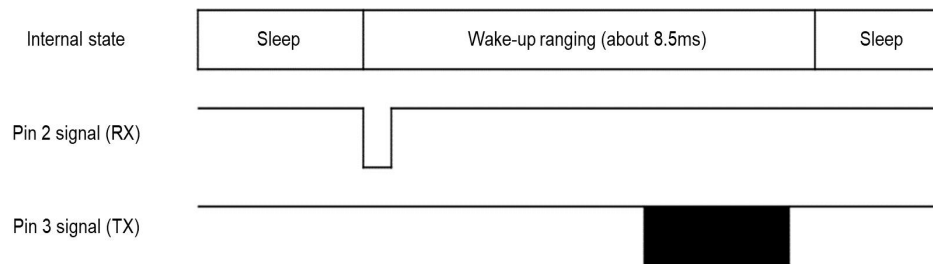 Internal state
Sleep
Wake-up ranging (about 8.5ms)
Sleep
Pin 2 signal (RX)
Pin 3 signal (TX)